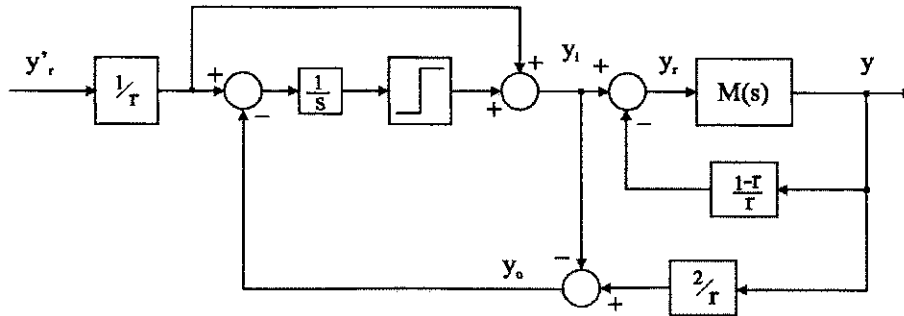 y'ᵣ
1/r
+
−
1/s
+
+
yᵢ
+
−
yᵣ
M(s)
y
1-r/r
yₒ
−
+
2/r